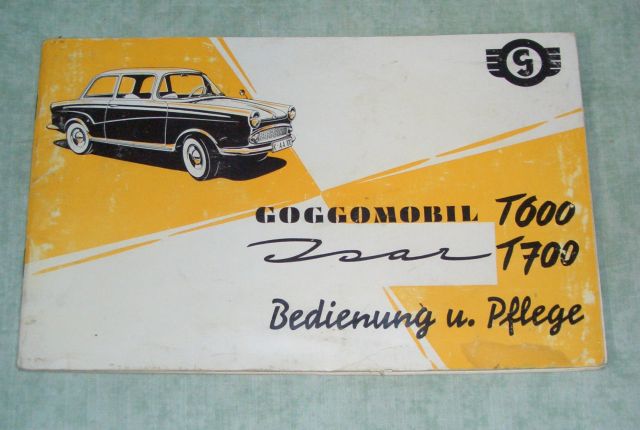 G
GOGGOMOBIL T600
Isar T700
Bedienung u. Pflege